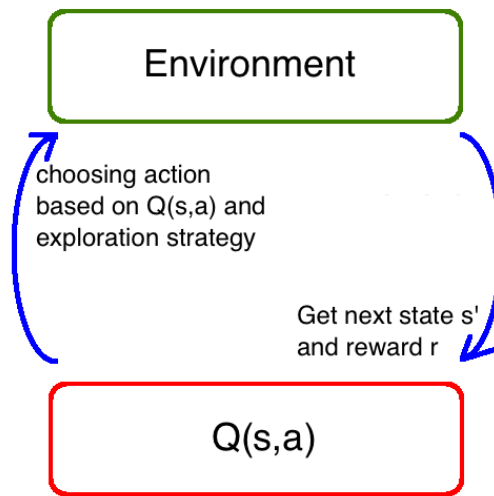 Environment
choosing action
based on Q(s,a) and
exploration strategy
Get next state s'
and reward r
Q(s,a)